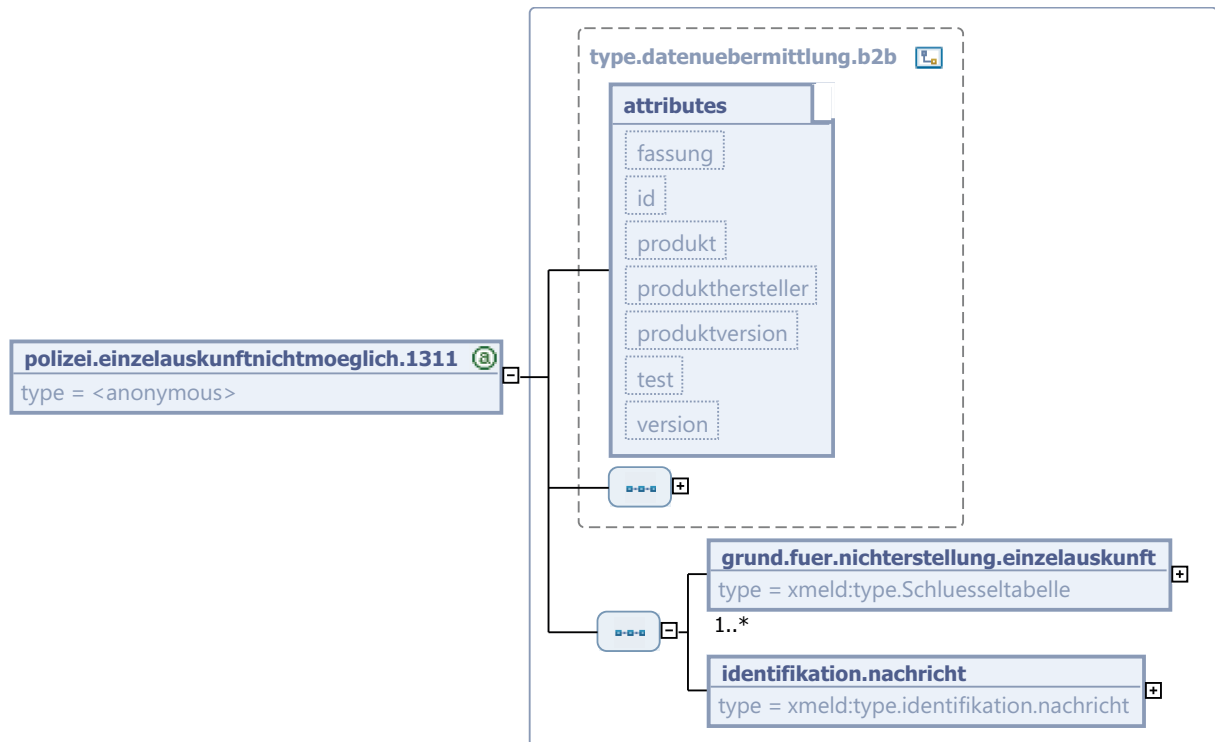 type.datenuebermittlung.b2b
attributes
fassung
id
produkt
produkthersteller
produktversion
test
version
polizei.einzelauskunftnichtmoeglich.1311 @
type = <anonymous>
grund.fuer.nichterstellung.einzelauskunft
type = xmeld:type.Schluesseltabelle
1..*
identifikation.nachricht
type = xmeld:type.identifikation.nachricht